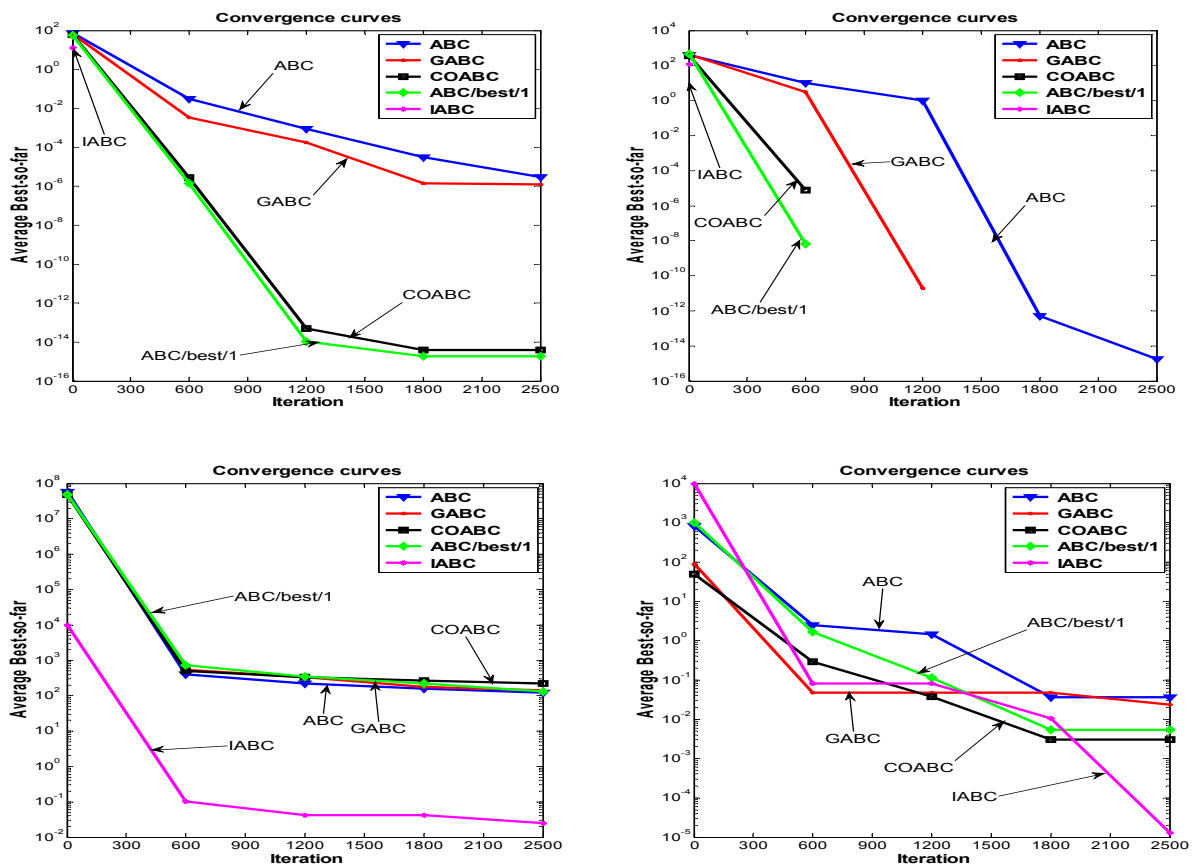 Convergence curves
10^2
10^0
10^-2
10^-4
10^-6
10^-8
10^-10
10^-12
10^-14
10^-16
Average Best-so-far
ABC
GABC
COABC
ABC/best/1
IABC
ABC
IABC
GABC
COABC
ABC/best/1
0 300 600 900 1200 1500 1800 2100 2500
Iteration
Convergence curves
10^4
10^2
10^0
10^-2
10^-4
10^-6
10^-8
10^-10
10^-12
10^-14
10^-16
Average Best-so-far
ABC
GABC
COABC
ABC/best/1
IABC
GABC
IABC
COABC
ABC
ABC/best/1
0 300 600 900 1200 1500 1800 2100 2500
Iteration
Convergence curves
10^8
10^7
10^6
10^5
10^4
10^3
10^2
10^1
10^0
10^-1
10^-2
Average Best-so-far
ABC
GABC
COABC
ABC/best/1
IABC
ABC/best/1
COABC
ABC
GABC
IABC
0 300 600 900 1200 1500 1800 2100 2500
Iteration
Convergence curves
10^4
10^3
10^2
10^1
10^0
10^-1
10^-2
10^-3
10^-4
10^-5
Average Best-so-far
ABC
GABC
COABC
ABC/best/1
IABC
ABC
ABC/best/1
GABC
COABC
IABC
0 300 600 900 1200 1500 1800 2100 2500
Iteration